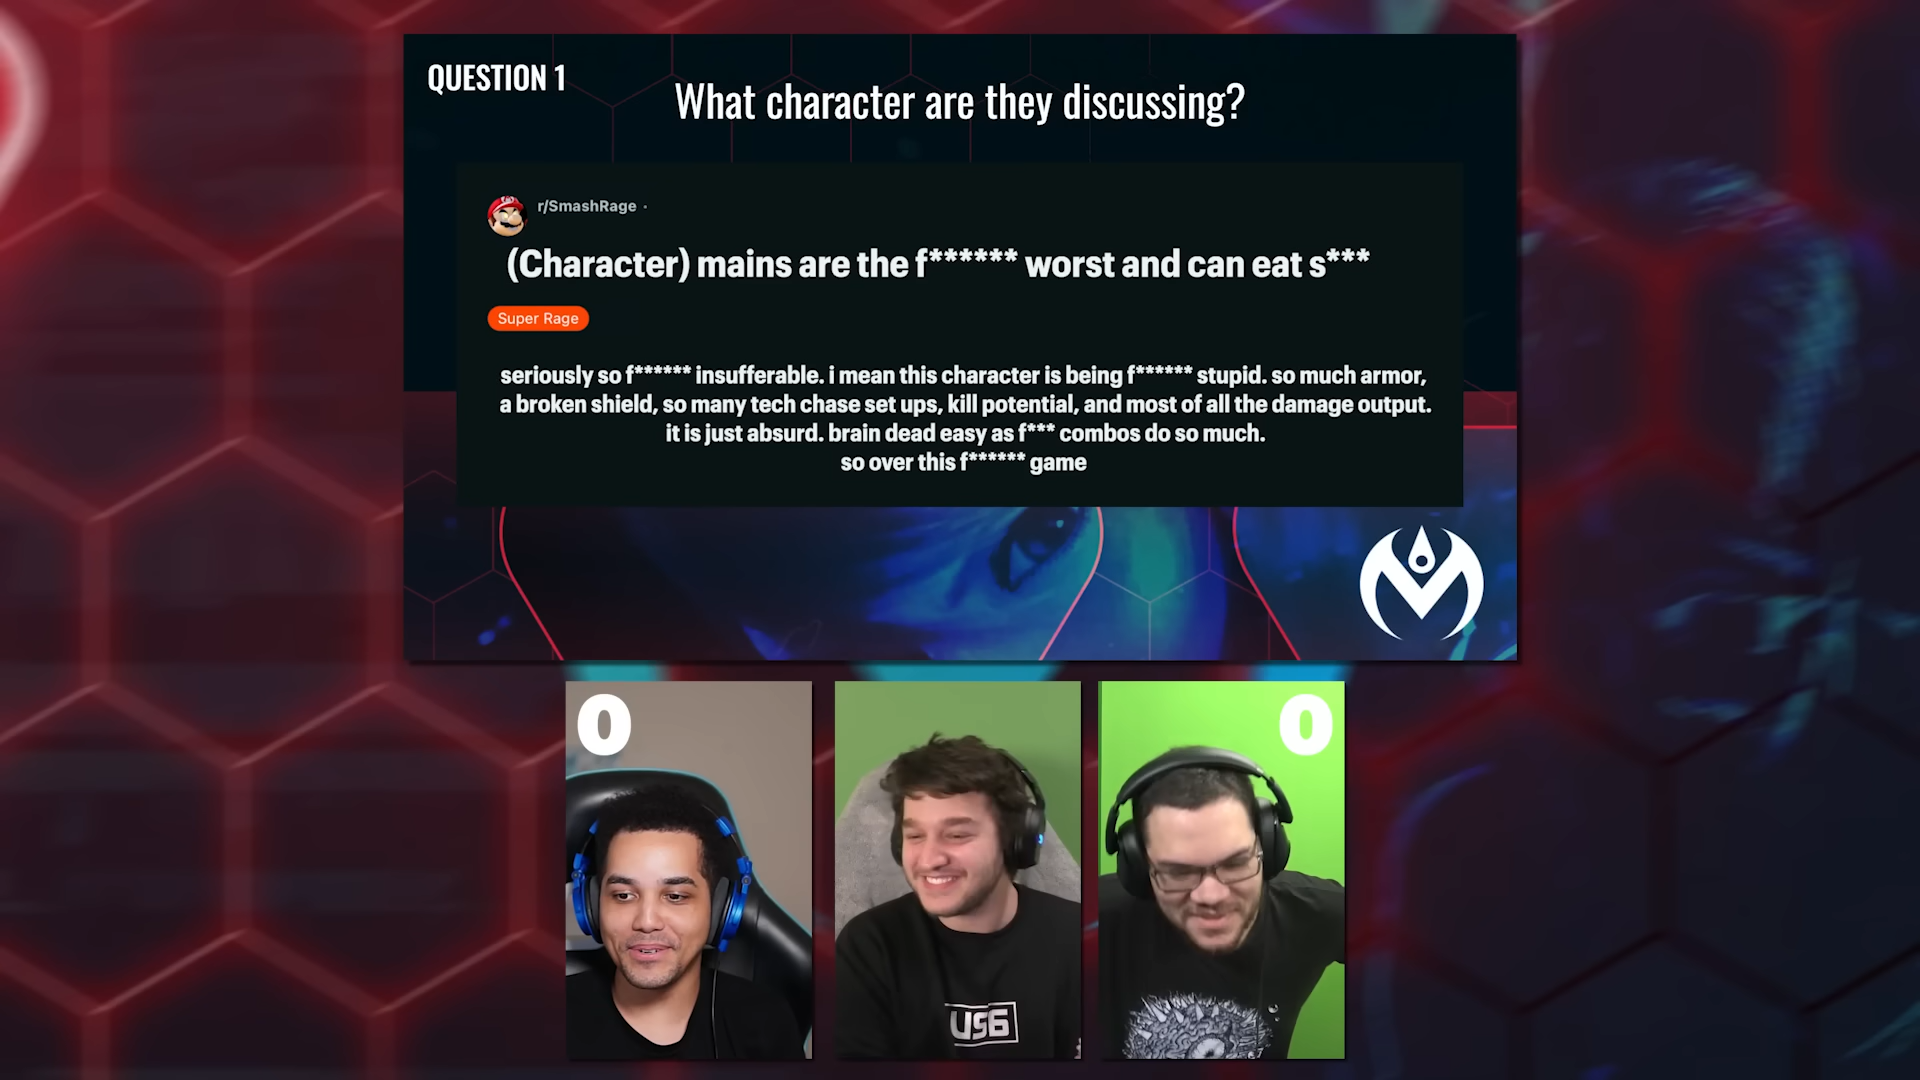 QUESTION 1
What character are they discussing?
r/SmashRage ·
(Character) mains are the f****** worst and can eat s***
Super Rage
seriously so f****** insufferable. i mean this character is being f****** stupid. so much armor,
a broken shield, so many tech chase set ups, kill potential, and most of all the damage output.
it is just absurd. brain dead easy as f*** combos do so much.
so over this f****** game
0
0
USG